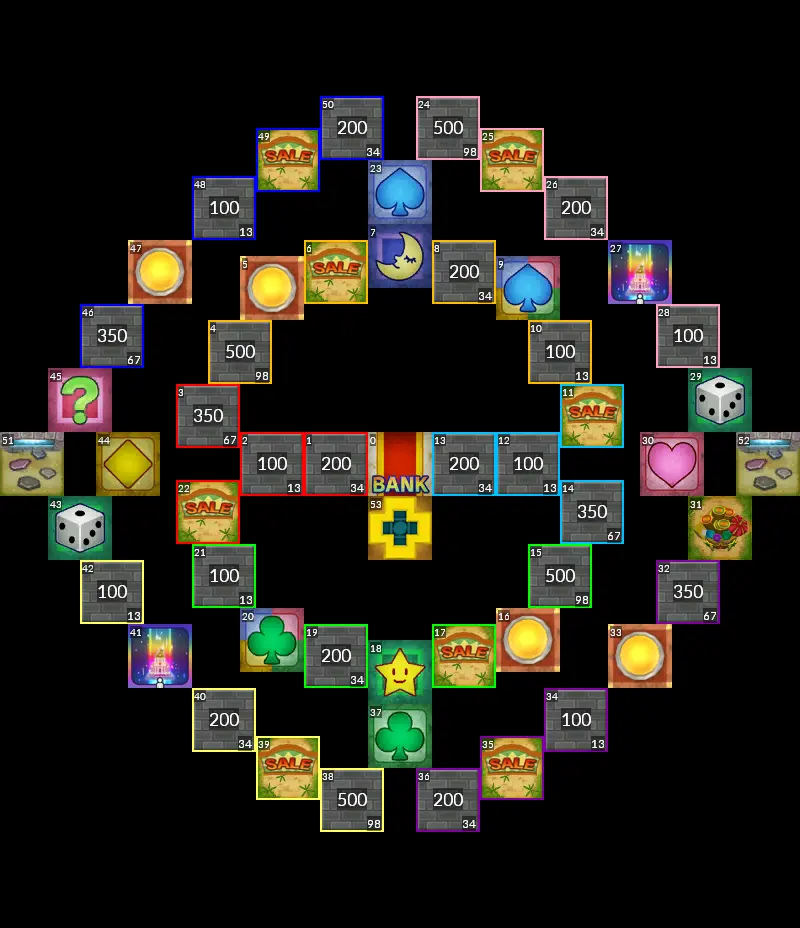 50 200 34
24 500 98
49 SALE
25 SALE
23
48 100 13
26 200 34
7
47
5
6 SALE
8 200 34
9
27
46 350 67
4 500 98
10 100 13
28 100 13
45
3 350 67
11 SALE
29
51
44
2 100 13
1 200 34
0 BANK
13 200 34
12 100 13
30
52
43
22 SALE
53
14 350 67
31
42 100 13
21 100 13
15 500 98
32 350 67
41
20
19 200 34
18
17 SALE
16
33
40 200 34
37
34 100 13
39 SALE
35 SALE
38 500 98
36 200 34